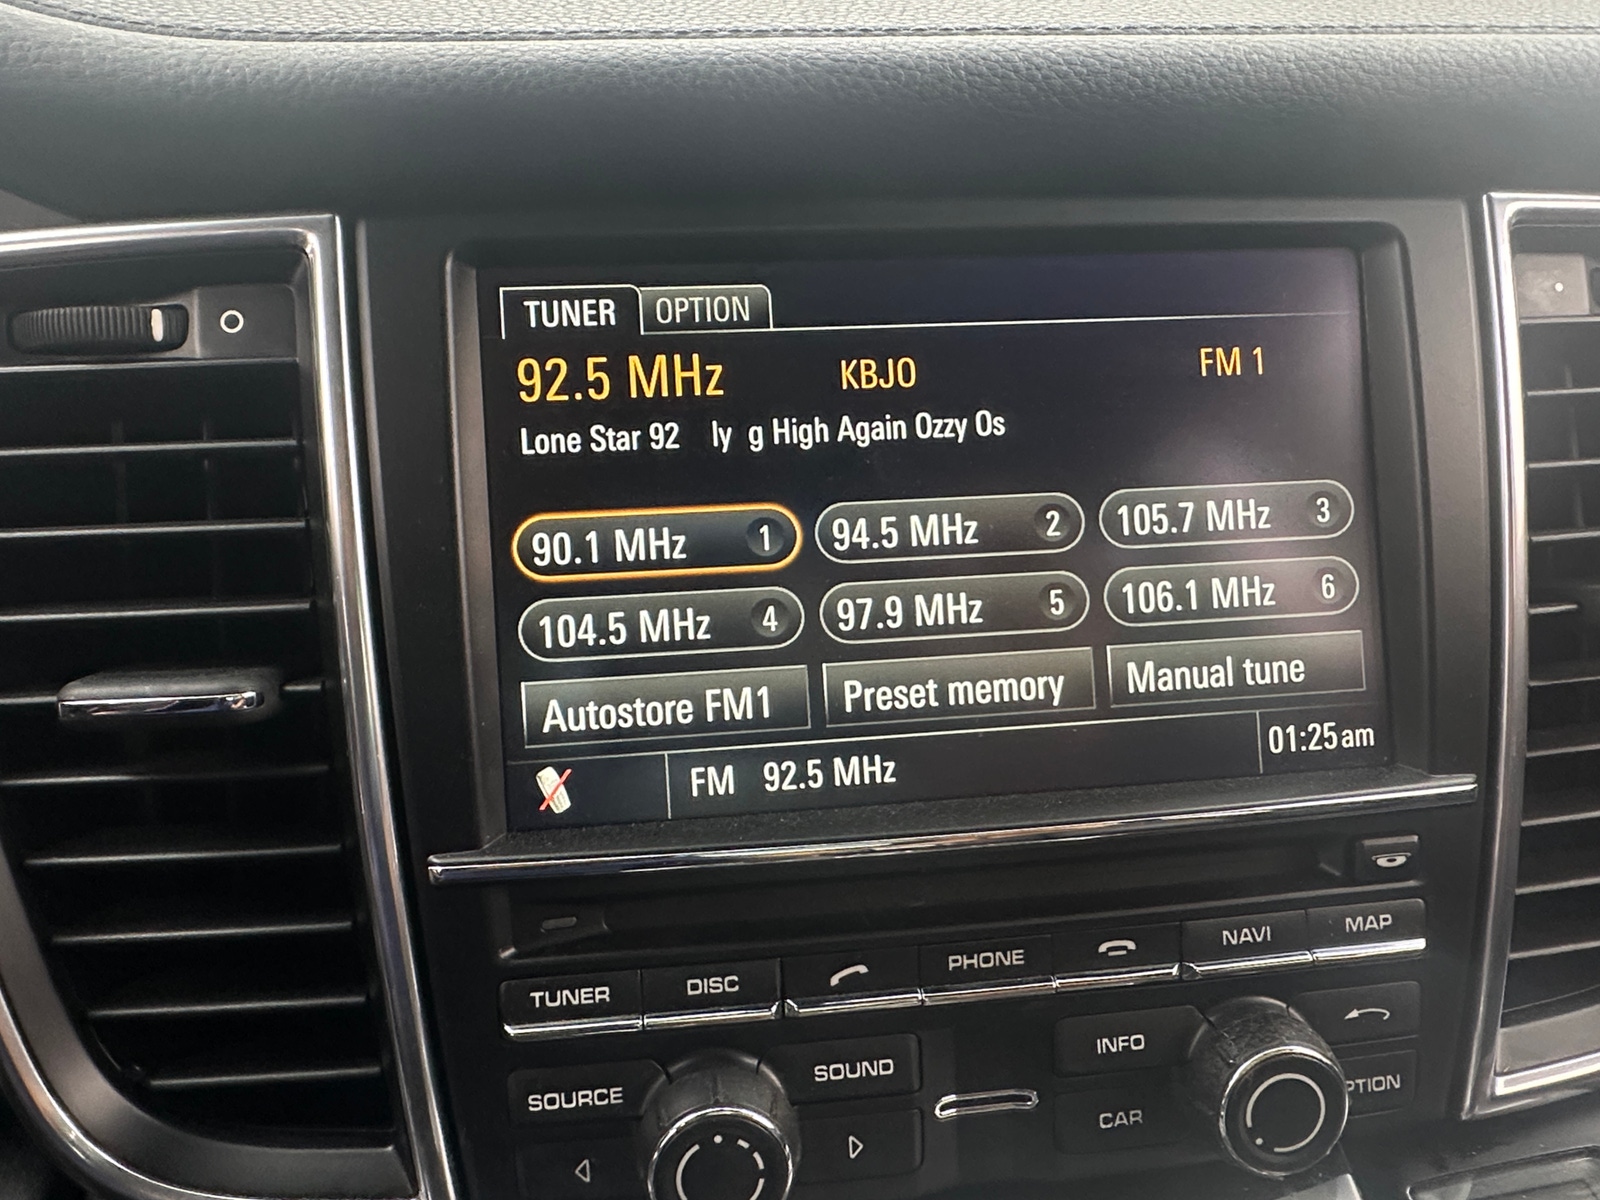 TUNER OPTION
92.5 MHz KBJO FM 1
Lone Star 92 ly g High Again Ozzy Os
90.1 MHz 1 94.5 MHz 2 105.7 MHz 3
104.5 MHz 4 97.9 MHz 5 106.1 MHz 6
Autostore FM1 Preset memory Manual tune
FM 92.5 MHz 01:25am
TUNER DISC PHONE NAVI MAP
SOURCE SOUND INFO
CAR PTION